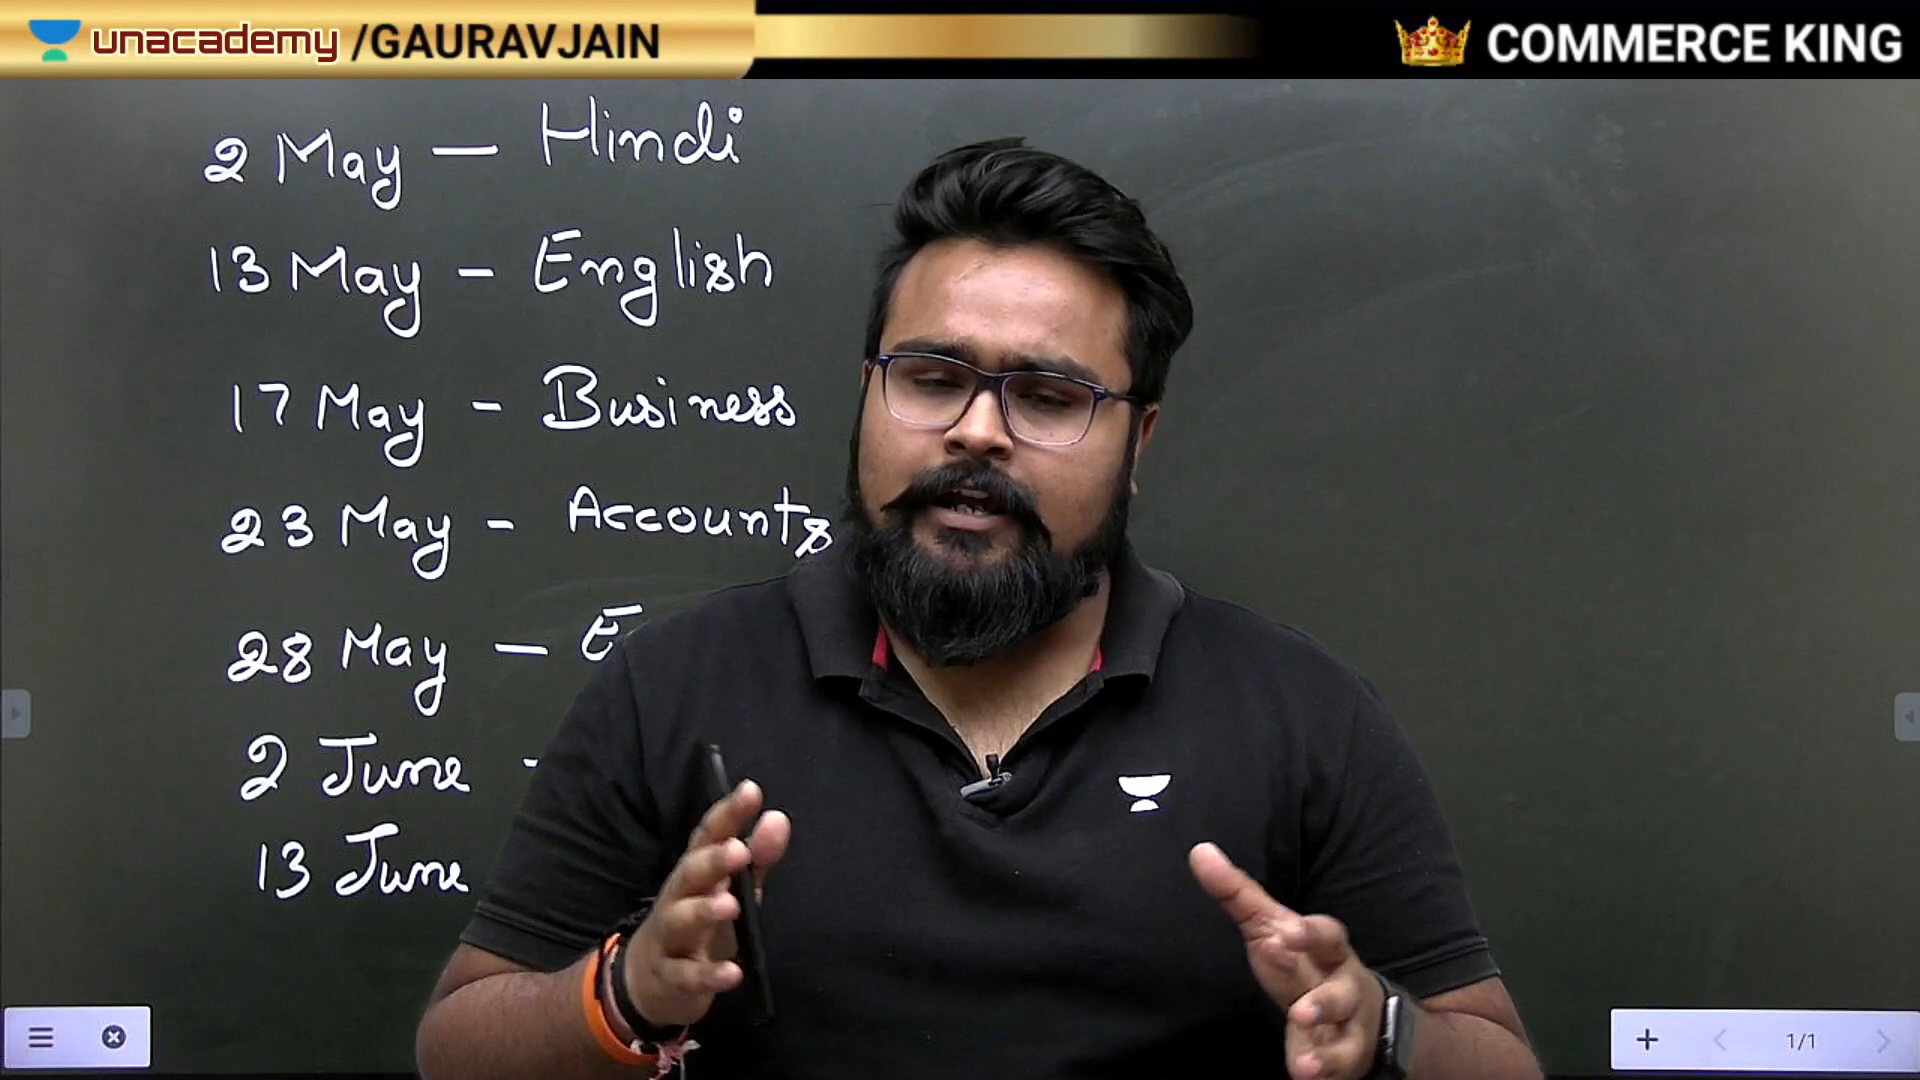 unacademy /GAURAVJAIN
COMMERCE KING
2 May — Hindi
13 May - English
17 May - Business
23 May - Accounts
28 May — E
2 June -
13 June
1/1